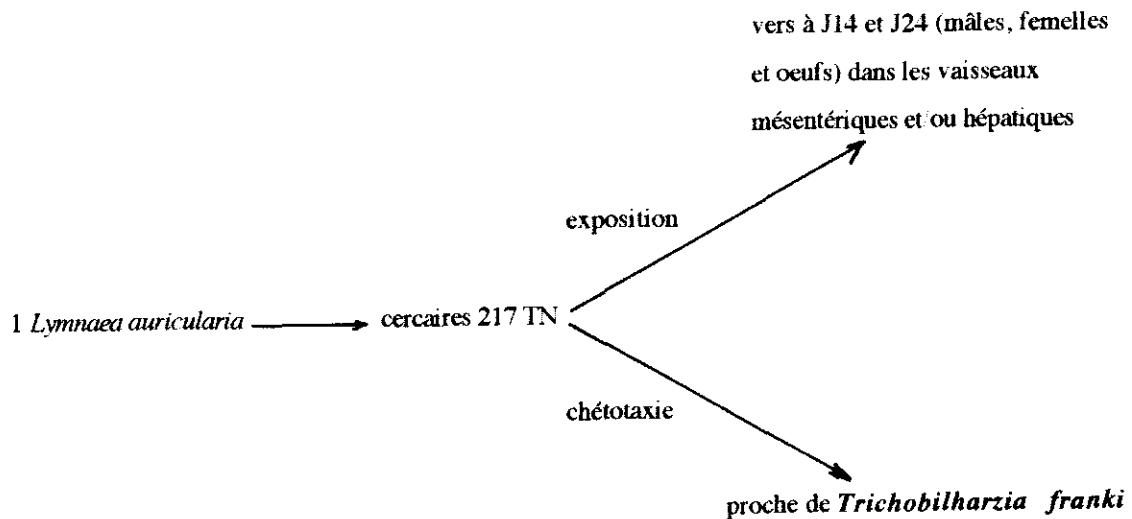 vers à J14 et J24 (mâles, femelles
et oeufs) dans les vaisseaux
mésentériques et ou hépatiques
exposition
1 Lymnaea auricularia
cercaires 217 TN
chétotaxie
proche de Trichobilharzia franki